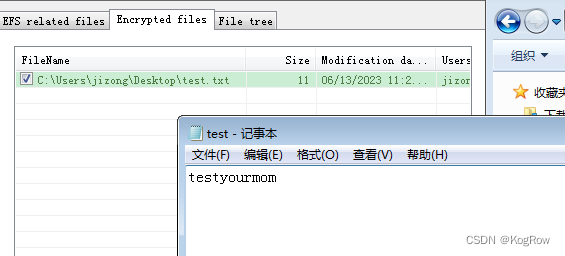 EFS related files Encrypted files File tree
FileName Size Modification da... Users
C:\Users\jizong\Desktop\test.txt 11 06/13/2023 11:2... jizon
组织
收藏夹
下载
test - 记事本
文件(F) 编辑(E) 格式(O) 查看(V) 帮助(H)
testyourmom
CSDN @KogRow